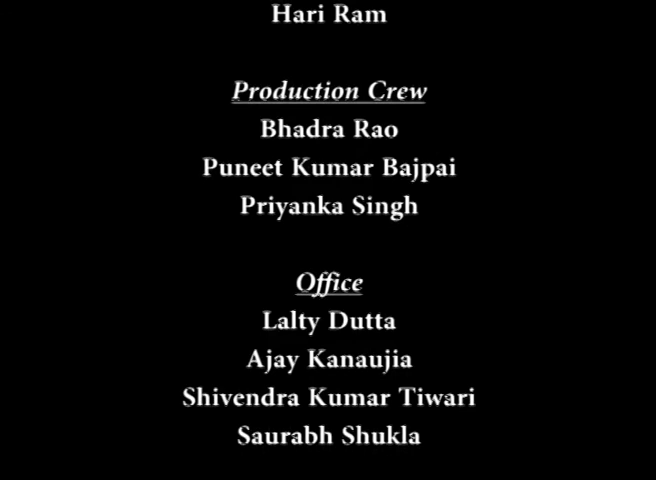 Hari Ram
Production Crew
Bhadra Rao
Puneet Kumar Bajpai
Priyanka Singh
Office
Lalty Dutta
Ajay Kanaujia
Shivendra Kumar Tiwari
Saurabh Shukla